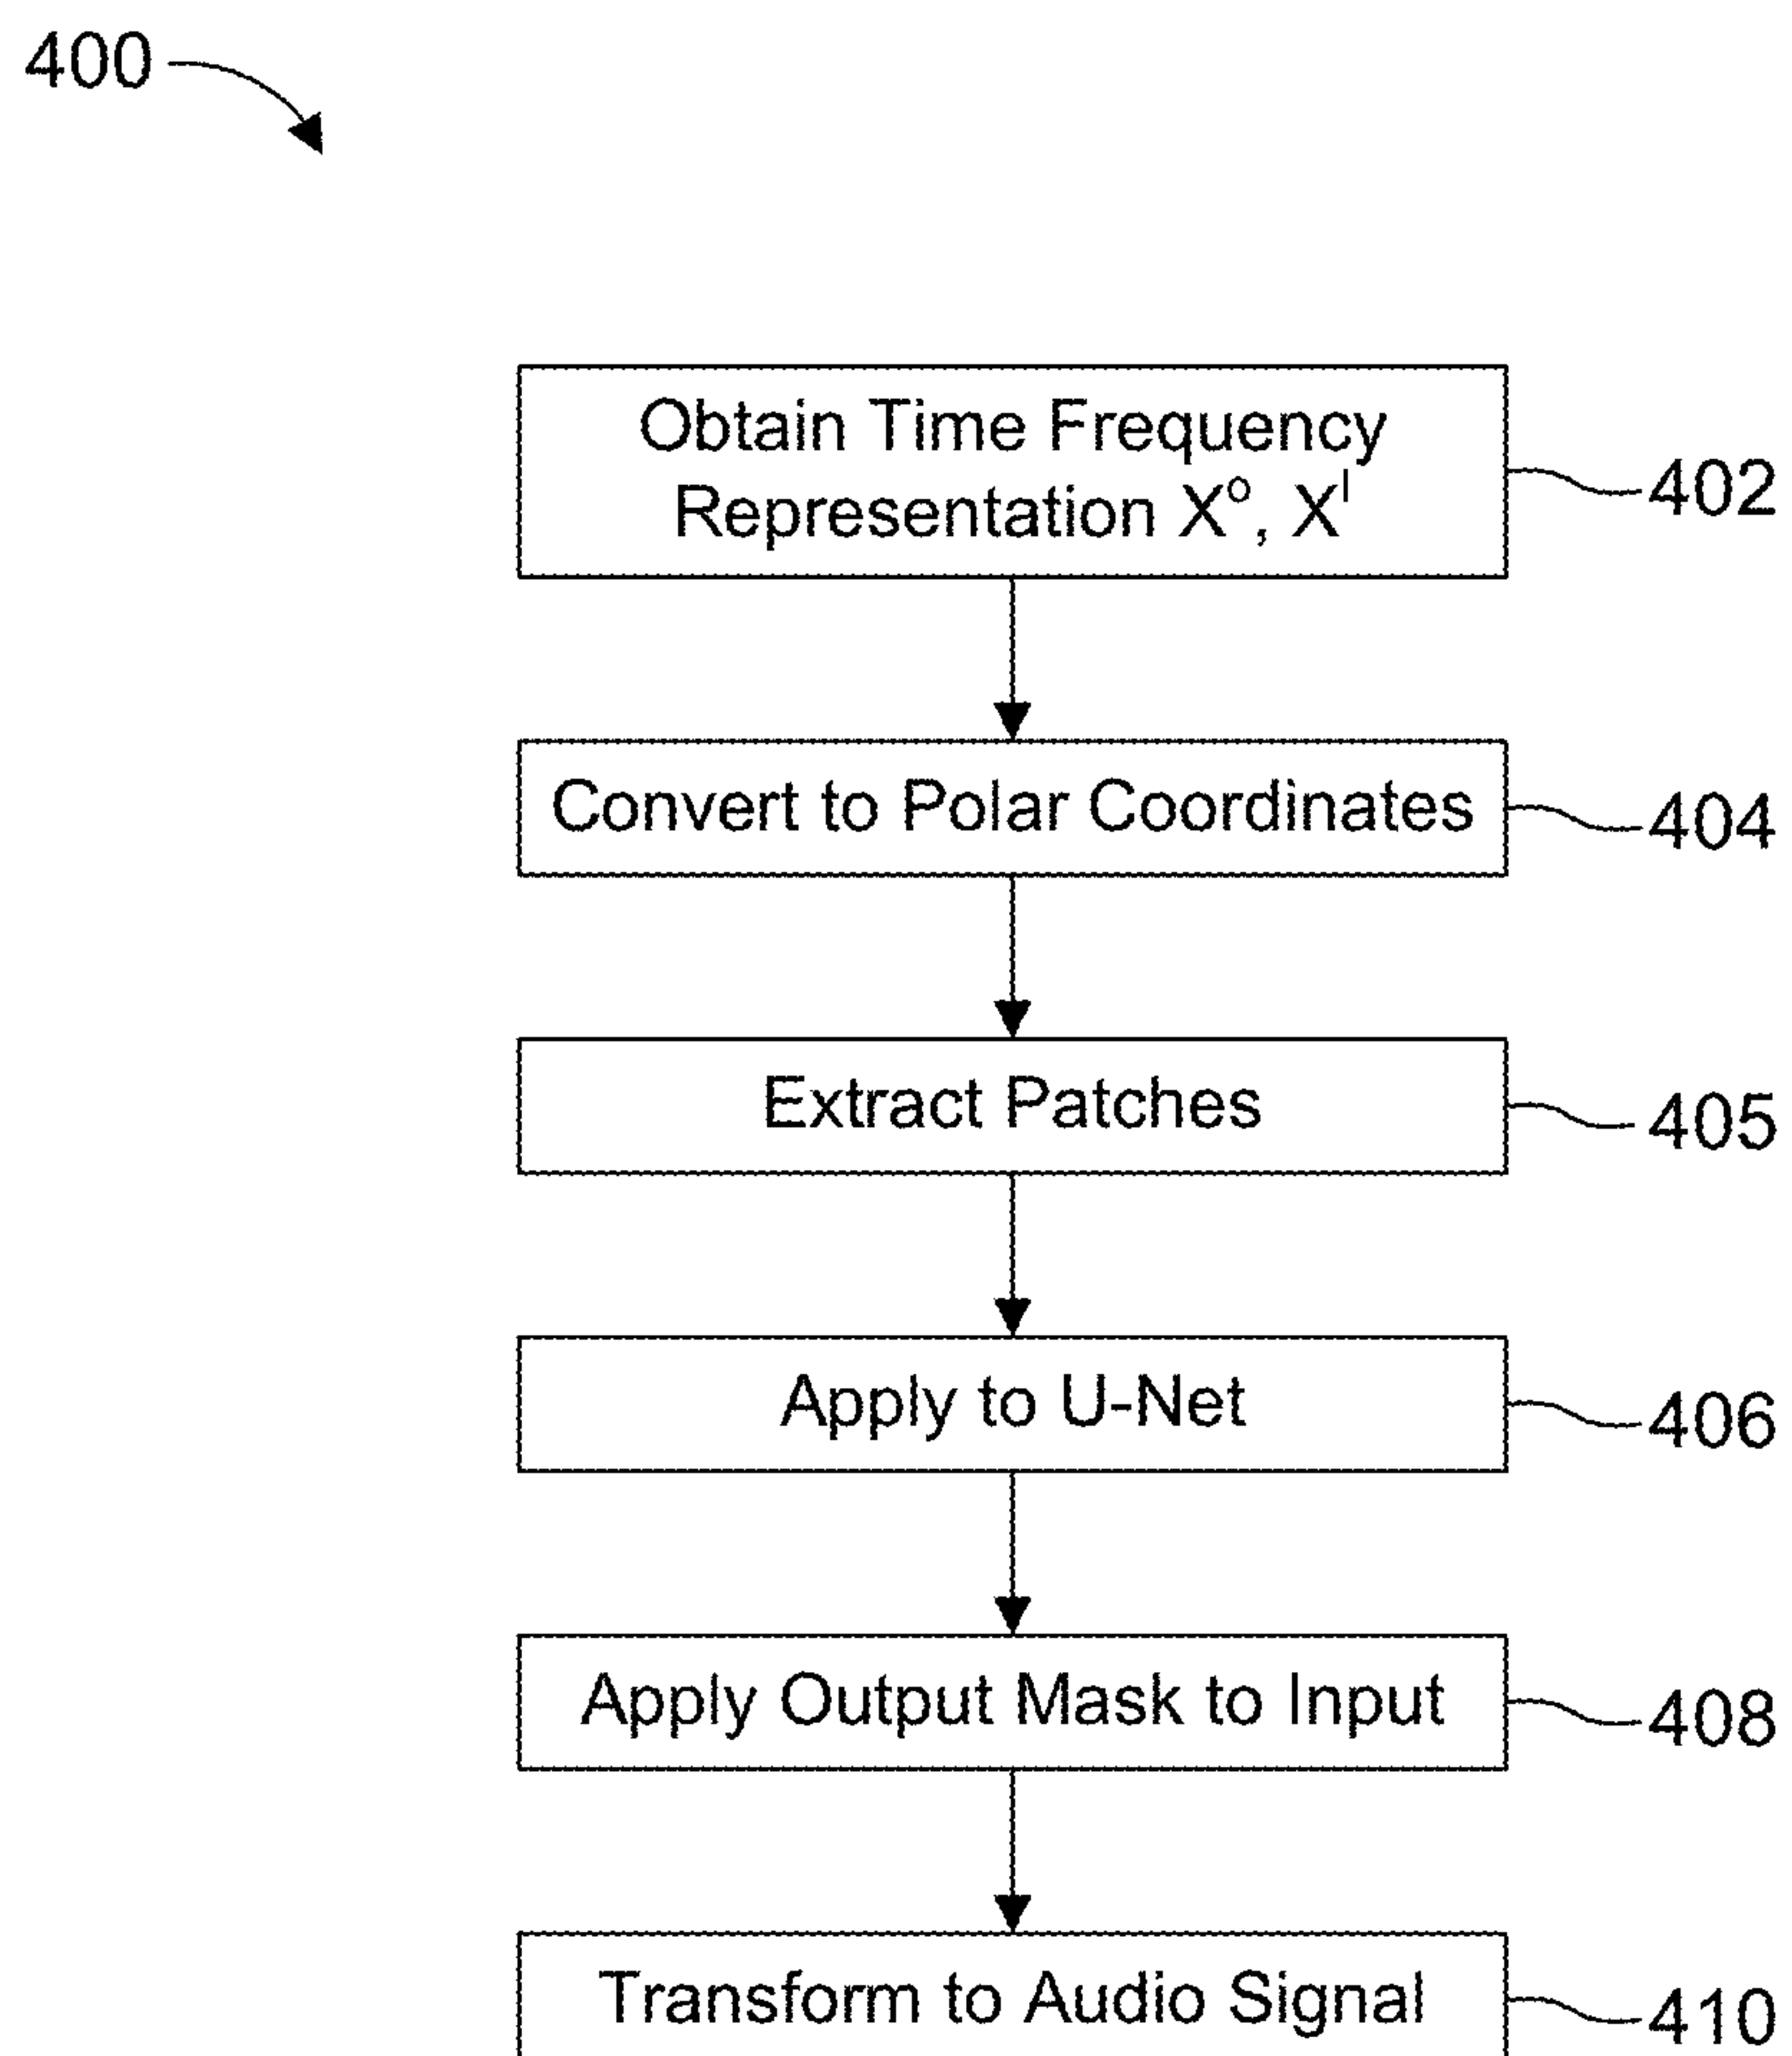 400
Obtain Time Frequency
Representation X°, X^I
402
Convert to Polar Coordinates
404
Extract Patches
405
Apply to U-Net
406
Apply Output Mask to Input
408
Transform to Audio Signal
410